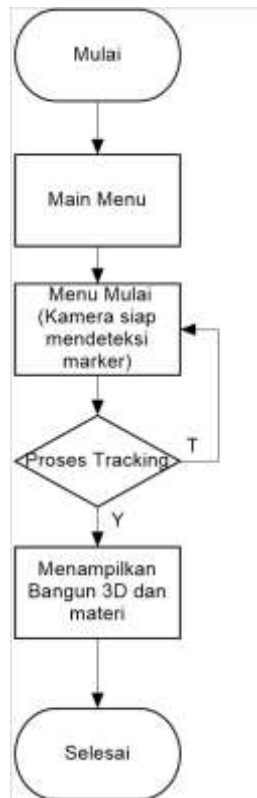 Mulai
Main Menu
Menu Mulai
(Kamera siap
mendeteksi
marker)
Proses Tracking
T
Y
Menampilkan
Bangun 3D dan
materi
Selesai